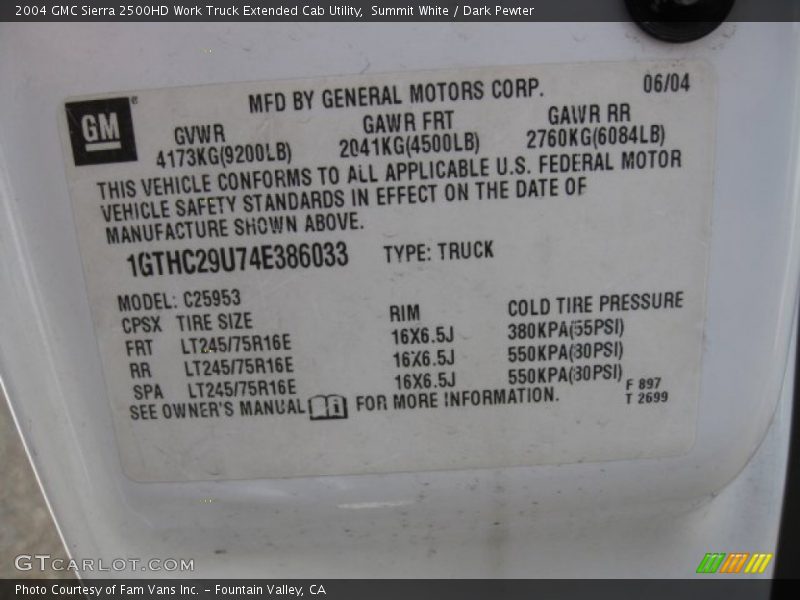 2004 GMC Sierra 2500HD Work Truck Extended Cab Utility, Summit White / Dark Pewter
GM ®
MFD BY GENERAL MOTORS CORP. 06/04
GVWR GAWR FRT GAWR RR
4173KG(9200LB) 2041KG(4500LB) 2760KG(6084LB)
THIS VEHICLE CONFORMS TO ALL APPLICABLE U.S. FEDERAL MOTOR
VEHICLE SAFETY STANDARDS IN EFFECT ON THE DATE OF
MANUFACTURE SHOWN ABOVE.
1GTHC29U74E386033 TYPE: TRUCK
MODEL: C25953
CPSX TIRE SIZE RIM COLD TIRE PRESSURE
FRT LT245/75R16E 16X6.5J 380KPA(55PSI)
RR LT245/75R16E 16X6.5J 550KPA(80PSI)
SPA LT245/75R16E 16X6.5J 550KPA(80PSI)
SEE OWNER'S MANUAL FOR MORE INFORMATION.
F 897
T 2699
GTCARLOT.COM
Photo Courtesy of Fam Vans Inc. - Fountain Valley, CA